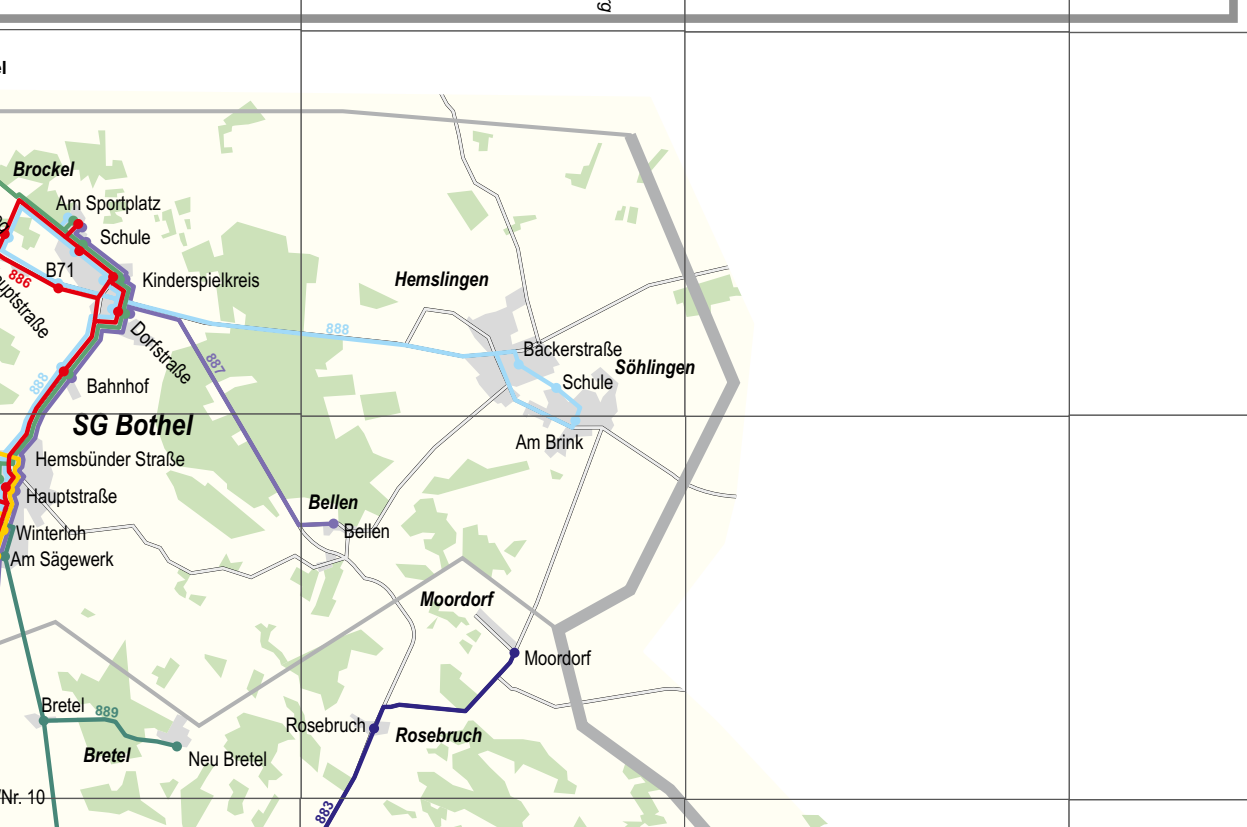 Brockel
Am Sportplatz
Schule
B71
886
Kinderspielkreis
Hemslingen
888
Bäckerstraße
Söhlingen
Schule
887
Dorfstraße
888
Bahnhof
SG Bothel
Am Brink
Hemsbünder Straße
Hauptstraße
Bellen
Bellen
Winterloh
Am Sägewerk
Moordorf
Moordorf
Bretel
889
Rosebruch
Rosebruch
Bretel
Neu Bretel
Nr. 10
883